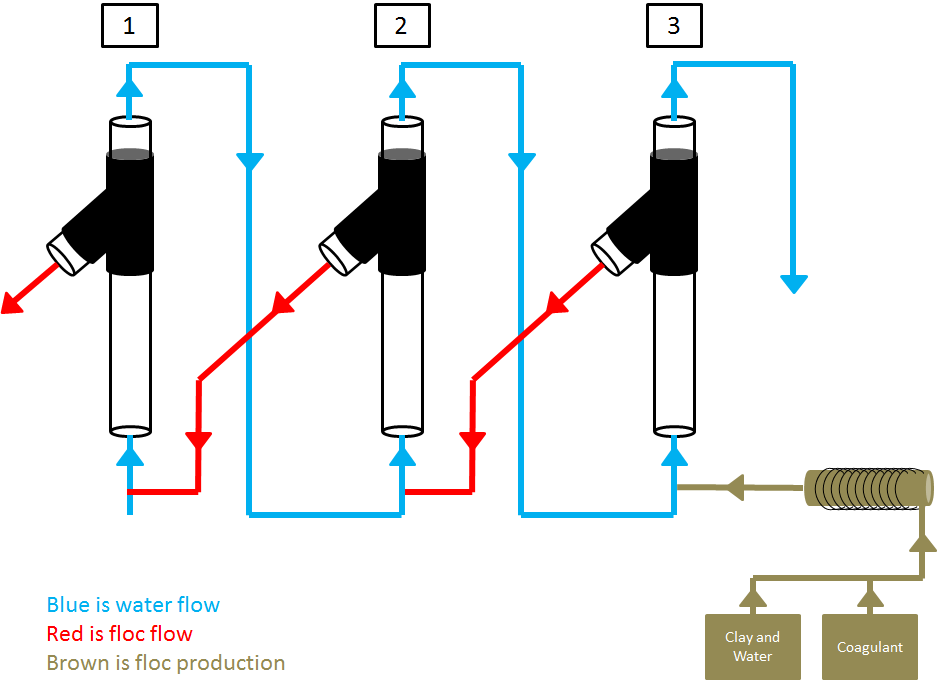 1
2
3
Clay and
Water
Coagulant
Blue is water flow
Red is floc flow
Brown is floc production